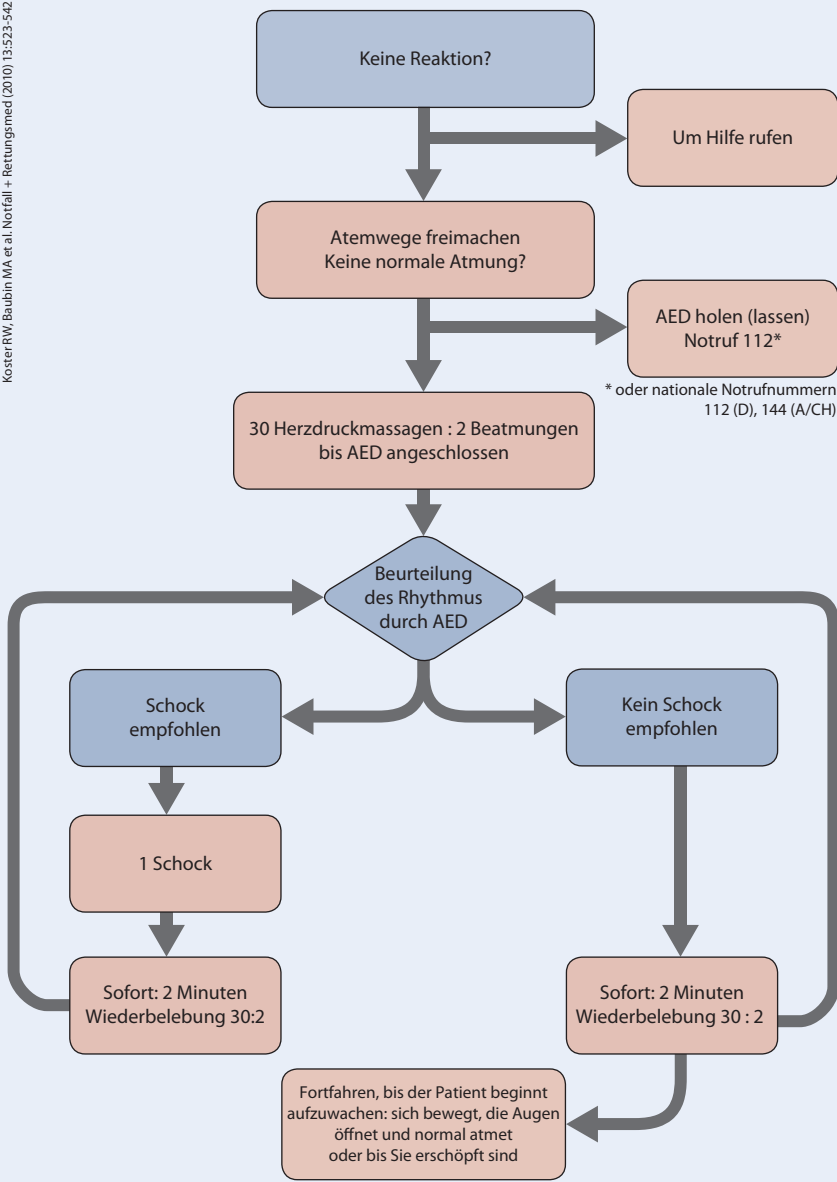 Koster RW, Baubin MA et al. Notfall + Rettungsmed (2010) 13:523-542
Keine Reaktion?
Um Hilfe rufen
Atemwege freimachen
Keine normale Atmung?
AED holen (lassen)
Notruf 112*
* oder nationale Notrufnummern
112 (D), 144 (A/CH)
30 Herzdruckmassagen : 2 Beatmungen
bis AED angeschlossen
Beurteilung
des Rhythmus
durch AED
Schock
empfohlen
Kein Schock
empfohlen
1 Schock
Sofort: 2 Minuten
Wiederbelebung 30:2
Sofort: 2 Minuten
Wiederbelebung 30 : 2
Fortfahren, bis der Patient beginnt
aufzuwachen: sich bewegt, die Augen
öffnet und normal atmet
oder bis Sie erschöpft sind